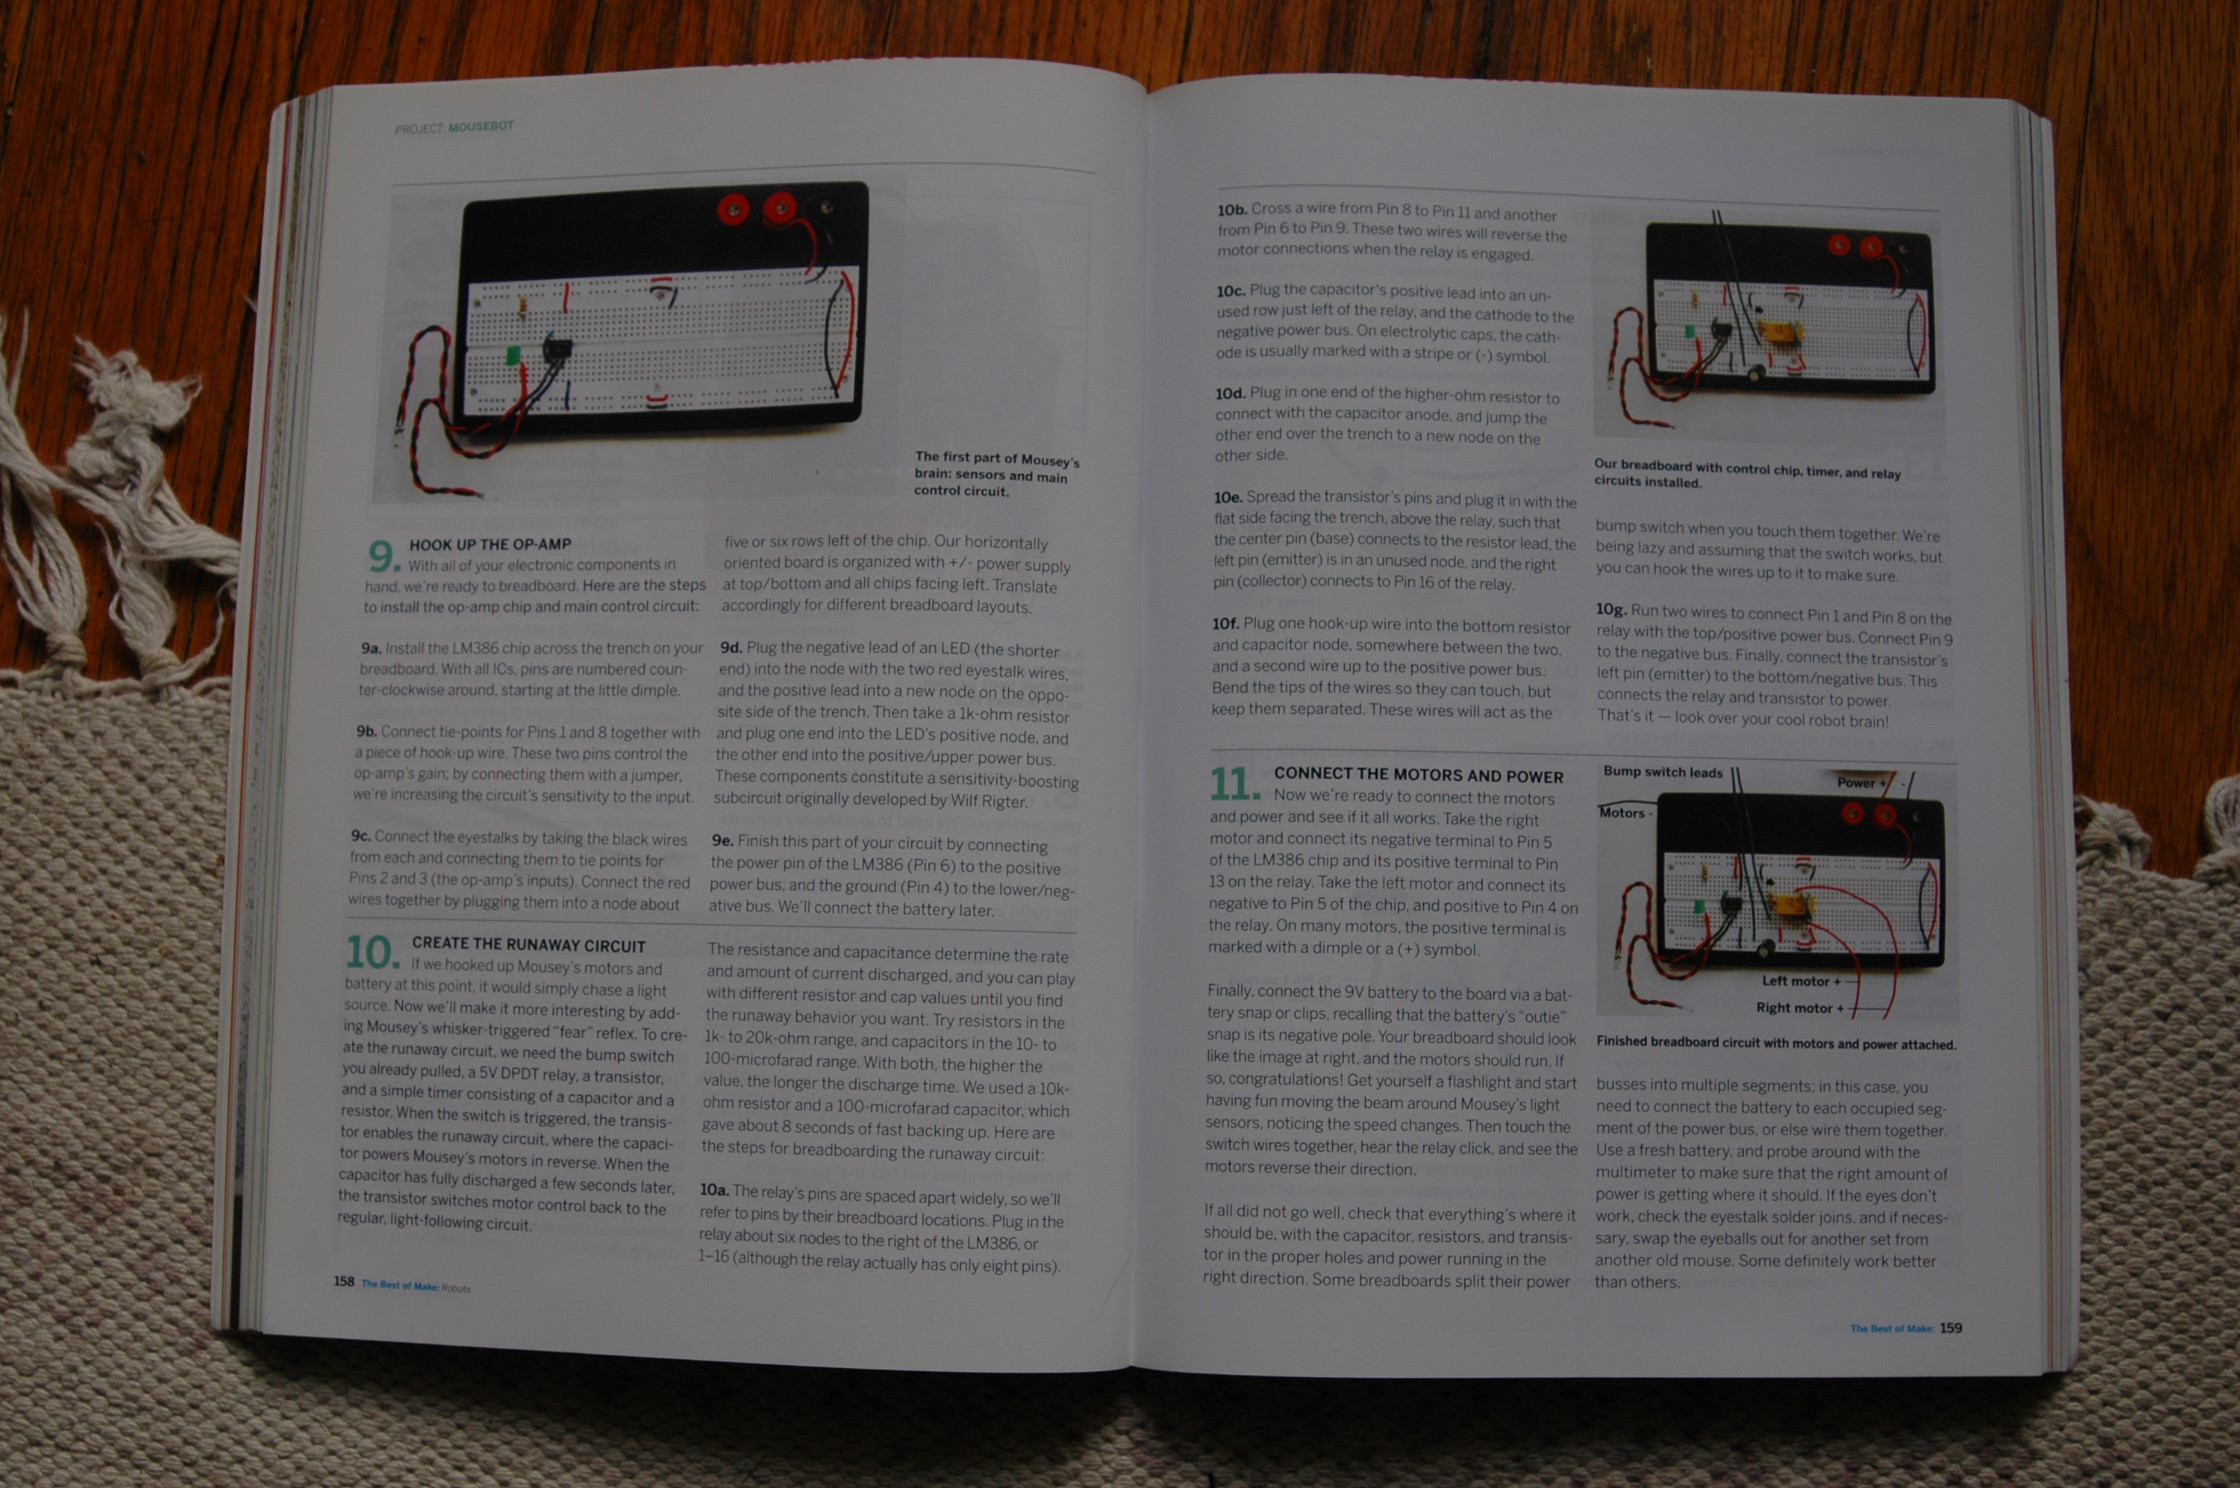 PROJECT: MOUSEBOT
The first part of Mousey's
brain: sensors and main
control circuit.
9. HOOK UP THE OP-AMP
With all of your electronic components in
hand, we're ready to breadboard. Here are the steps
to install the op-amp chip and main control circuit:
9a. Install the LM386 chip across the trench on your
breadboard. With all ICs, pins are numbered coun-
ter-clockwise around, starting at the little dimple.
9b. Connect tie-points for Pins 1 and 8 together with
a piece of hook-up wire. These two pins control the
op-amp's gain; by connecting them with a jumper,
we're increasing the circuit's sensitivity to the input.
9c. Connect the eyestalks by taking the black wires
from each and connecting them to tie points for
Pins 2 and 3 (the op-amp's inputs). Connect the red
wires together by plugging them into a node about
five or six rows left of the chip. Our horizontally
oriented board is organized with +/- power supply
at top/bottom and all chips facing left. Translate
accordingly for different breadboard layouts.
9d. Plug the negative lead of an LED (the shorter
end) into the node with the two red eyestalk wires,
and the positive lead into a new node on the oppo-
site side of the trench. Then take a 1k-ohm resistor
and plug one end into the LED's positive node, and
the other end into the positive/upper power bus.
These components constitute a sensitivity-boosting
subcircuit originally developed by Wilf Rigter.
9e. Finish this part of your circuit by connecting
the power pin of the LM386 (Pin 6) to the positive
power bus, and the ground (Pin 4) to the lower/neg-
ative bus. We'll connect the battery later.
10. CREATE THE RUNAWAY CIRCUIT
If we hooked up Mousey's motors and
battery at this point, it would simply chase a light
source. Now we'll make it more interesting by add-
ing Mousey's whisker-triggered "fear" reflex. To cre-
ate the runaway circuit, we need the bump switch
you already pulled, a 5V DPDT relay, a transistor,
and a simple timer consisting of a capacitor and a
resistor. When the switch is triggered, the transis-
tor enables the runaway circuit, where the capaci-
tor powers Mousey's motors in reverse. When the
capacitor has fully discharged a few seconds later,
the transistor switches motor control back to the
regular, light-following circuit.
The resistance and capacitance determine the rate
and amount of current discharged, and you can play
with different resistor and cap values until you find
the runaway behavior you want. Try resistors in the
1k- to 20k-ohm range, and capacitors in the 10- to
100-microfarad range. With both, the higher the
value, the longer the discharge time. We used a 10k-
ohm resistor and a 100-microfarad capacitor, which
gave about 8 seconds of fast backing up. Here are
the steps for breadboarding the runaway circuit:
10a. The relay's pins are spaced apart widely, so we'll
refer to pins by their breadboard locations. Plug in the
relay about six nodes to the right of the LM386, or
1–16 (although the relay actually has only eight pins).
158 The Best of Make: Robots
10b. Cross a wire from Pin 8 to Pin 11 and another
from Pin 6 to Pin 9. These two wires will reverse the
motor connections when the relay is engaged.
10c. Plug the capacitor's positive lead into an un-
used row just left of the relay, and the cathode to the
negative power bus. On electrolytic caps, the cath-
ode is usually marked with a stripe or (-) symbol.
10d. Plug in one end of the higher-ohm resistor to
connect with the capacitor anode, and jump the
other end over the trench to a new node on the
other side.
10e. Spread the transistor's pins and plug it in with the
flat side facing the trench, above the relay, such that
the center pin (base) connects to the resistor lead, the
left pin (emitter) is in an unused node, and the right
pin (collector) connects to Pin 16 of the relay.
10f. Plug one hook-up wire into the bottom resistor
and capacitor node, somewhere between the two,
and a second wire up to the positive power bus.
Bend the tips of the wires so they can touch, but
keep them separated. These wires will act as the
Our breadboard with control chip, timer, and relay
circuits installed.
bump switch when you touch them together. We're
being lazy and assuming that the switch works, but
you can hook the wires up to it to make sure.
10g. Run two wires to connect Pin 1 and Pin 8 on the
relay with the top/positive power bus. Connect Pin 9
to the negative bus. Finally, connect the transistor's
left pin (emitter) to the bottom/negative bus. This
connects the relay and transistor to power.
That's it — look over your cool robot brain!
11. CONNECT THE MOTORS AND POWER
Now we're ready to connect the motors
and power and see if it all works. Take the right
motor and connect its negative terminal to Pin 5
of the LM386 chip and its positive terminal to Pin
13 on the relay. Take the left motor and connect its
negative to Pin 5 of the chip, and positive to Pin 4 on
the relay. On many motors, the positive terminal is
marked with a dimple or a (+) symbol.
Finally, connect the 9V battery to the board via a bat-
tery snap or clips, recalling that the battery's "outie"
snap is its negative pole. Your breadboard should look
like the image at right, and the motors should run. If
so, congratulations! Get yourself a flashlight and start
having fun moving the beam around Mousey's light
sensors, noticing the speed changes. Then touch the
switch wires together, hear the relay click, and see the
motors reverse their direction.
If all did not go well, check that everything's where it
should be, with the capacitor, resistors, and transis-
tor in the proper holes and power running in the
right direction. Some breadboards split their power
Bump switch leads
Power + -
Motors -
Left motor +
Right motor +
Finished breadboard circuit with motors and power attached.
busses into multiple segments; in this case, you
need to connect the battery to each occupied seg-
ment of the power bus, or else wire them together.
Use a fresh battery, and probe around with the
multimeter to make sure that the right amount of
power is getting where it should. If the eyes don't
work, check the eyestalk solder joins, and if neces-
sary, swap the eyeballs out for another set from
another old mouse. Some definitely work better
than others.
The Best of Make: 159